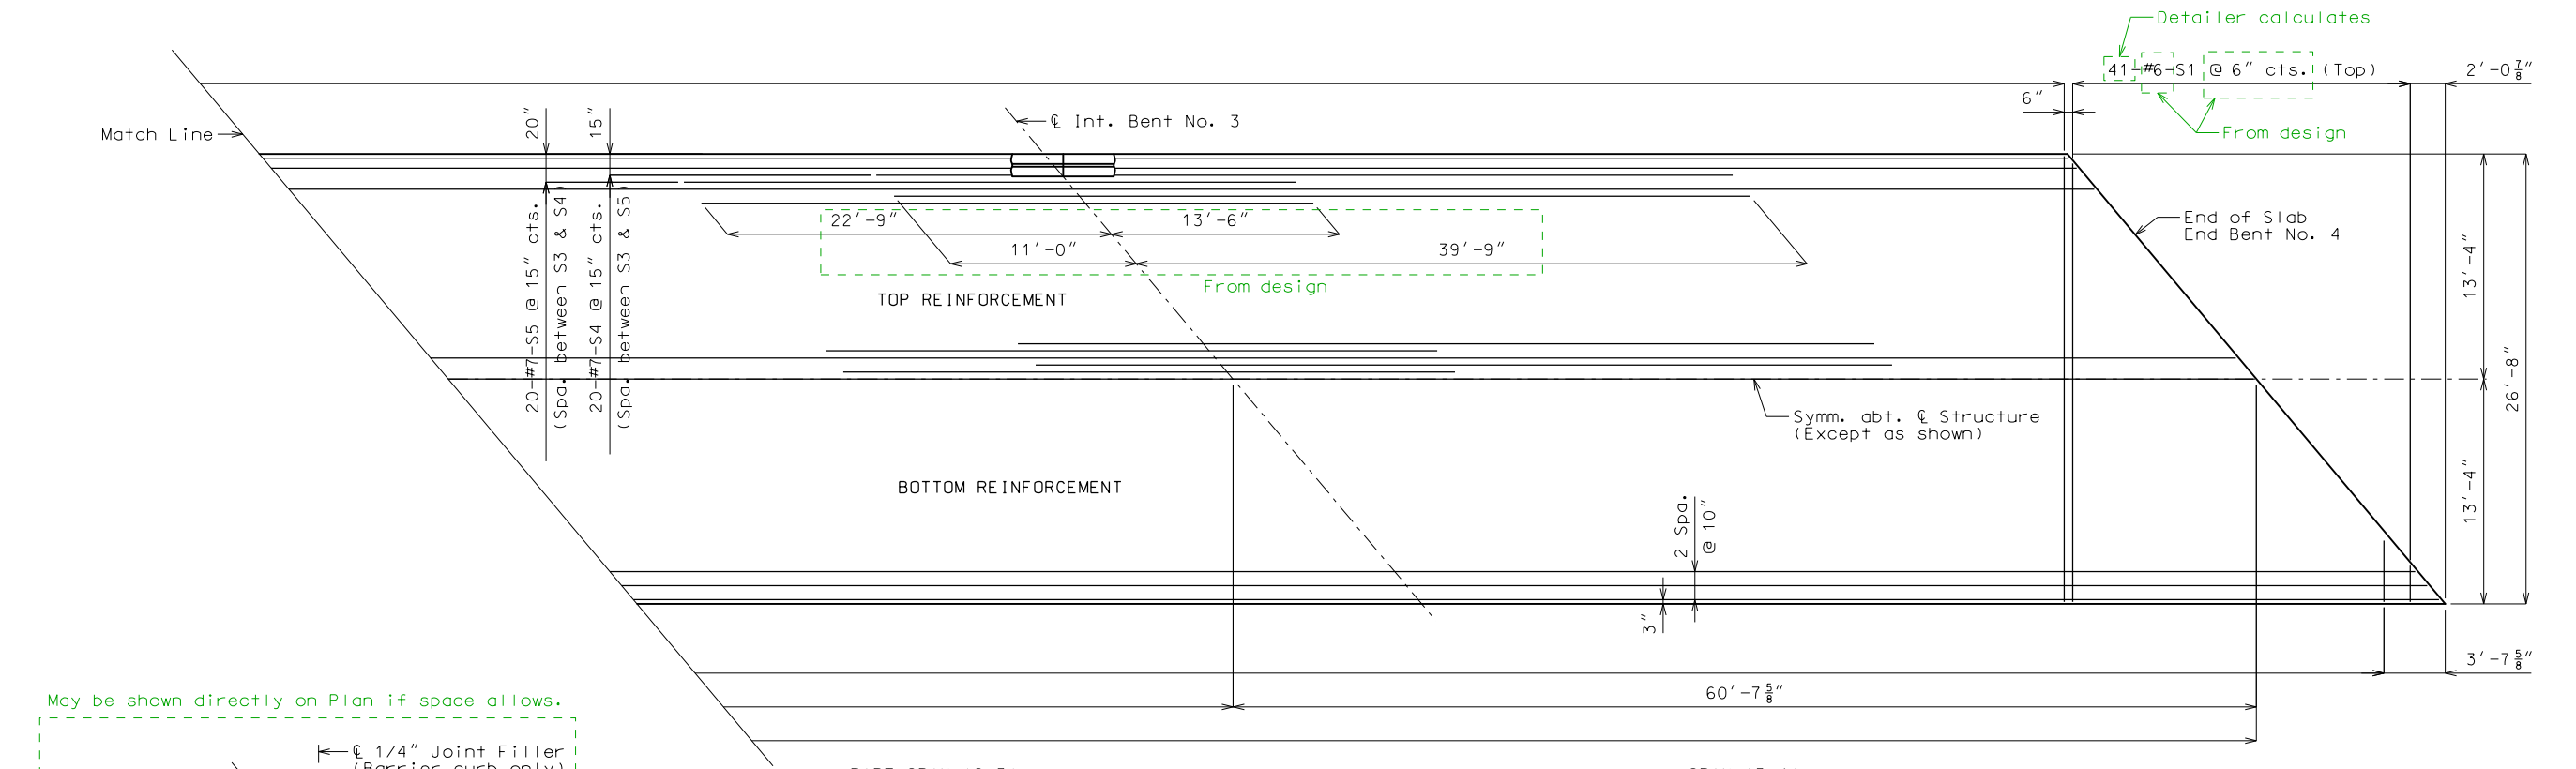 Detailer calculates
41-#6-S1 @ 6" cts. (Top)
2'-0 7/8"
6"
From design
Match Line
20"
15"
℄ Int. Bent No. 3
End of Slab
End Bent No. 4
22'-9"
13'-6"
11'-0"
39'-9"
From design
TOP REINFORCEMENT
20-#7-S5 @ 15" cts.
(Spa. between S3 & S4)
20-#7-S4 @ 15" cts.
(Spa. between S3 & S5)
13'-4"
26'-8"
13'-4"
Symm. abt. ℄ Structure
(Except as shown)
BOTTOM REINFORCEMENT
2 Spa.
@ 10"
3"
3'-7 5/8"
60'-7 5/8"
May be shown directly on Plan if space allows.
℄ 1/4" Joint Filler
(Barrier curb only)